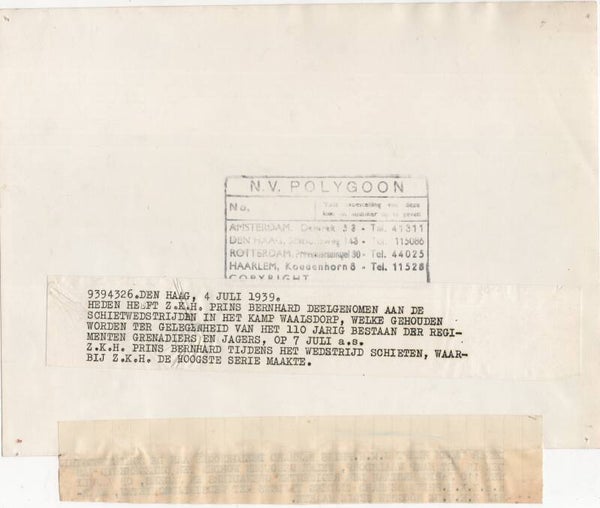 N.V. POLYGOON
No.
AMSTERDAM, - Tel. 41311
DEN HAAG, - Tel. 115086
ROTTERDAM, - Tel. 44025
HAARLEM, Koudenhorn 8 - Tel. 11528
COPYRIGHT
9394326.DEN HAAG, 4 JULI 1939.
HEDEN HEEFT Z.K.H. PRINS BERNHARD DEELGENOMEN AAN DE
SCHIETWEDSTRIJDEN IN HET KAMP WAALSDORP, WELKE GEHOUDEN
WORDEN TER GELEGENHEID VAN HET 110 JARIG BESTAAN DER REGI-
MENTEN GRENADIERS EN JAGERS, OP 7 JULI a.s.
Z.K.H. PRINS BERNHARD TIJDENS HET WEDSTRIJD SCHIETEN, WAAR-
BIJ Z.K.H. DE HOOGSTE SERIE MAAKTE.